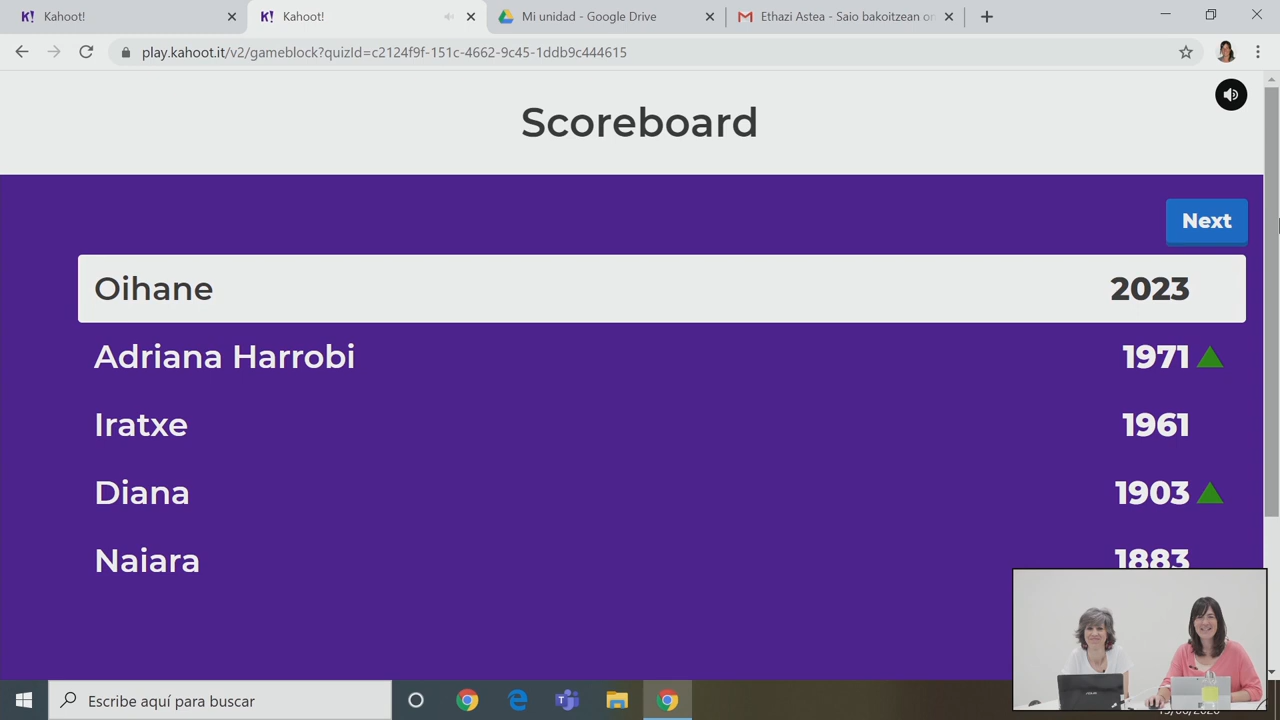 K! Kahoot!
K! Kahoot!
Mi unidad - Google Drive
Ethazi Astea - Saio bakoitzean
play.kahoot.it/v2/gameblock?quizId=c2124f9f-151c-4662-9c45-1ddb9c444615
Scoreboard
Next
Oihane 2023
Adriana Harrobi 1971
Iratxe 1961
Diana 1903
Naiara 1883
Escribe aquí para buscar